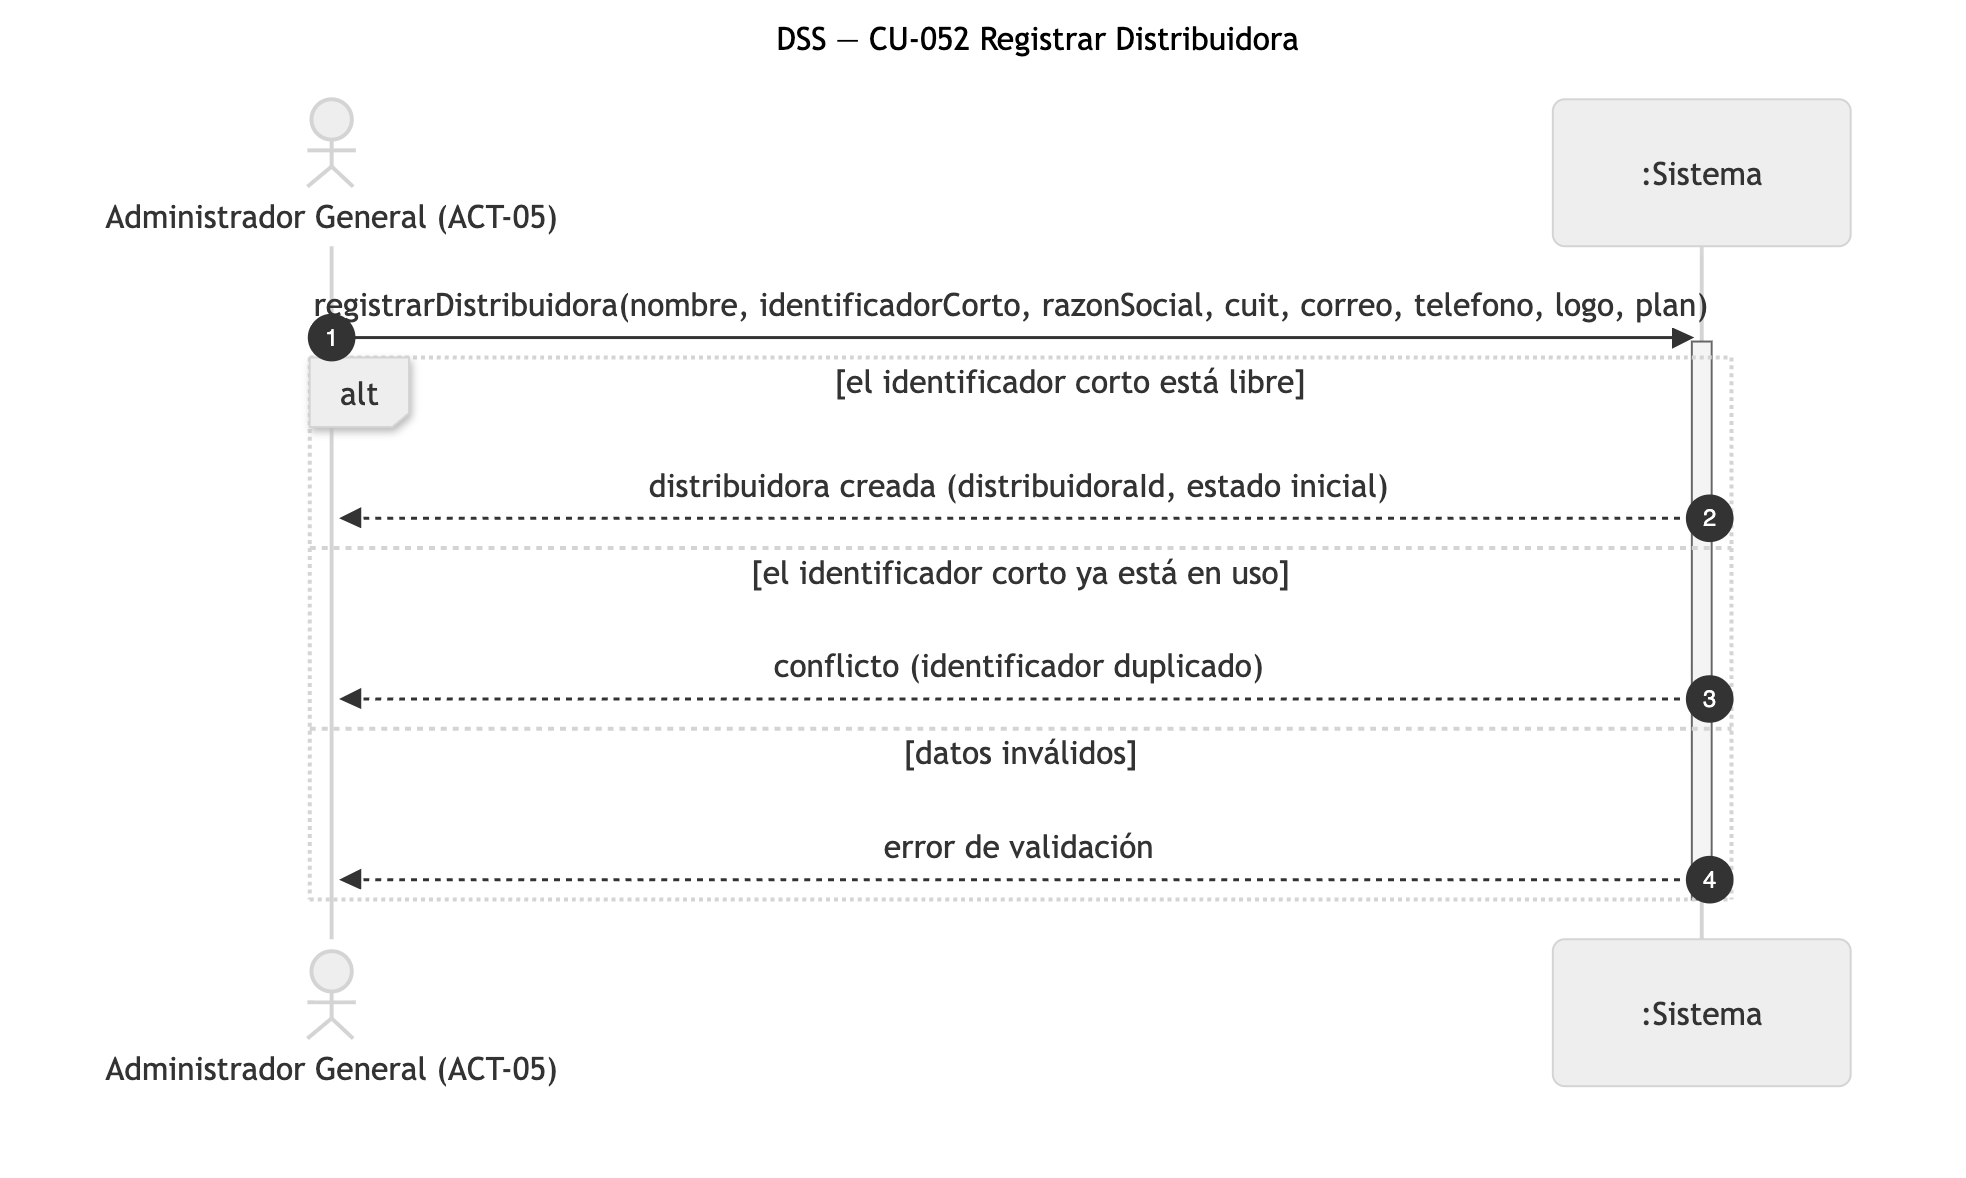 DSS — CU-052 Registrar Distribuidora
:Sistema
Administrador General (ACT-05)
registrarDistribuidora(nombre, identificadorCorto, razonSocial, cuit, correo, telefono, logo, plan)
1
alt
[el identificador corto está libre]
distribuidora creada (distribuidoraId, estado inicial)
2
[el identificador corto ya está en uso]
conflicto (identificador duplicado)
3
[datos inválidos]
error de validación
4
:Sistema
Administrador General (ACT-05)